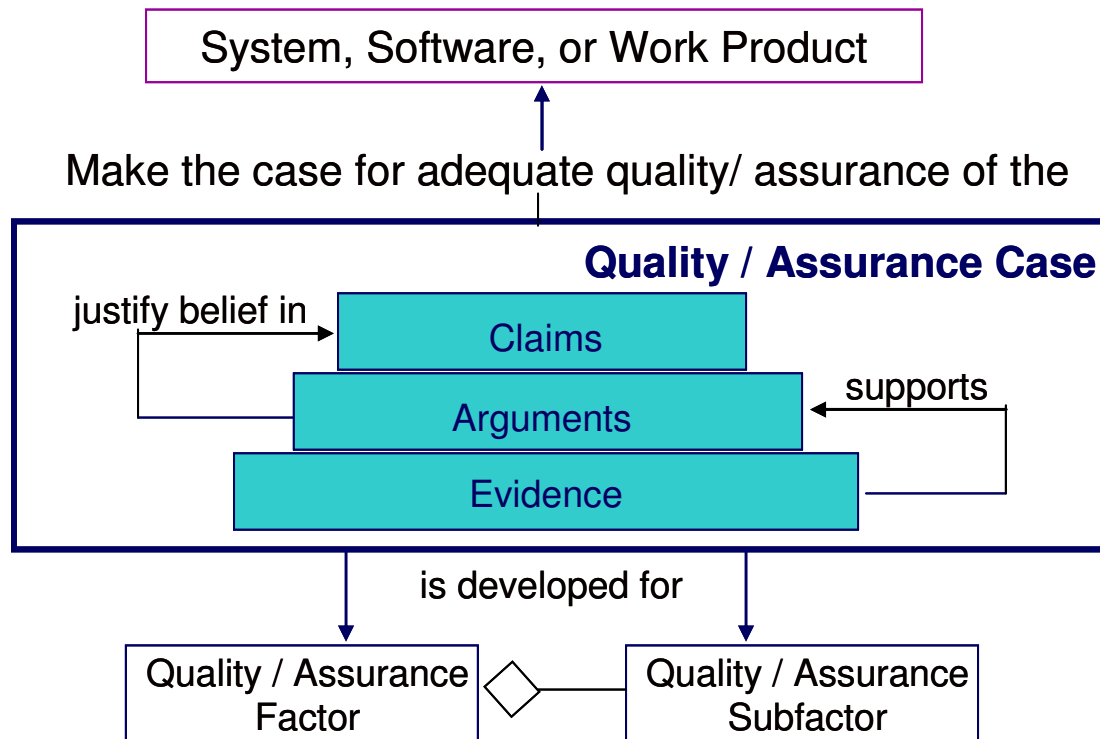 System, Software, or Work Product
Make the case for adequate quality/ assurance of the
Quality / Assurance Case
justify belief in
Claims
supports
Arguments
Evidence
is developed for
Quality / Assurance
Factor
Quality / Assurance
Subfactor